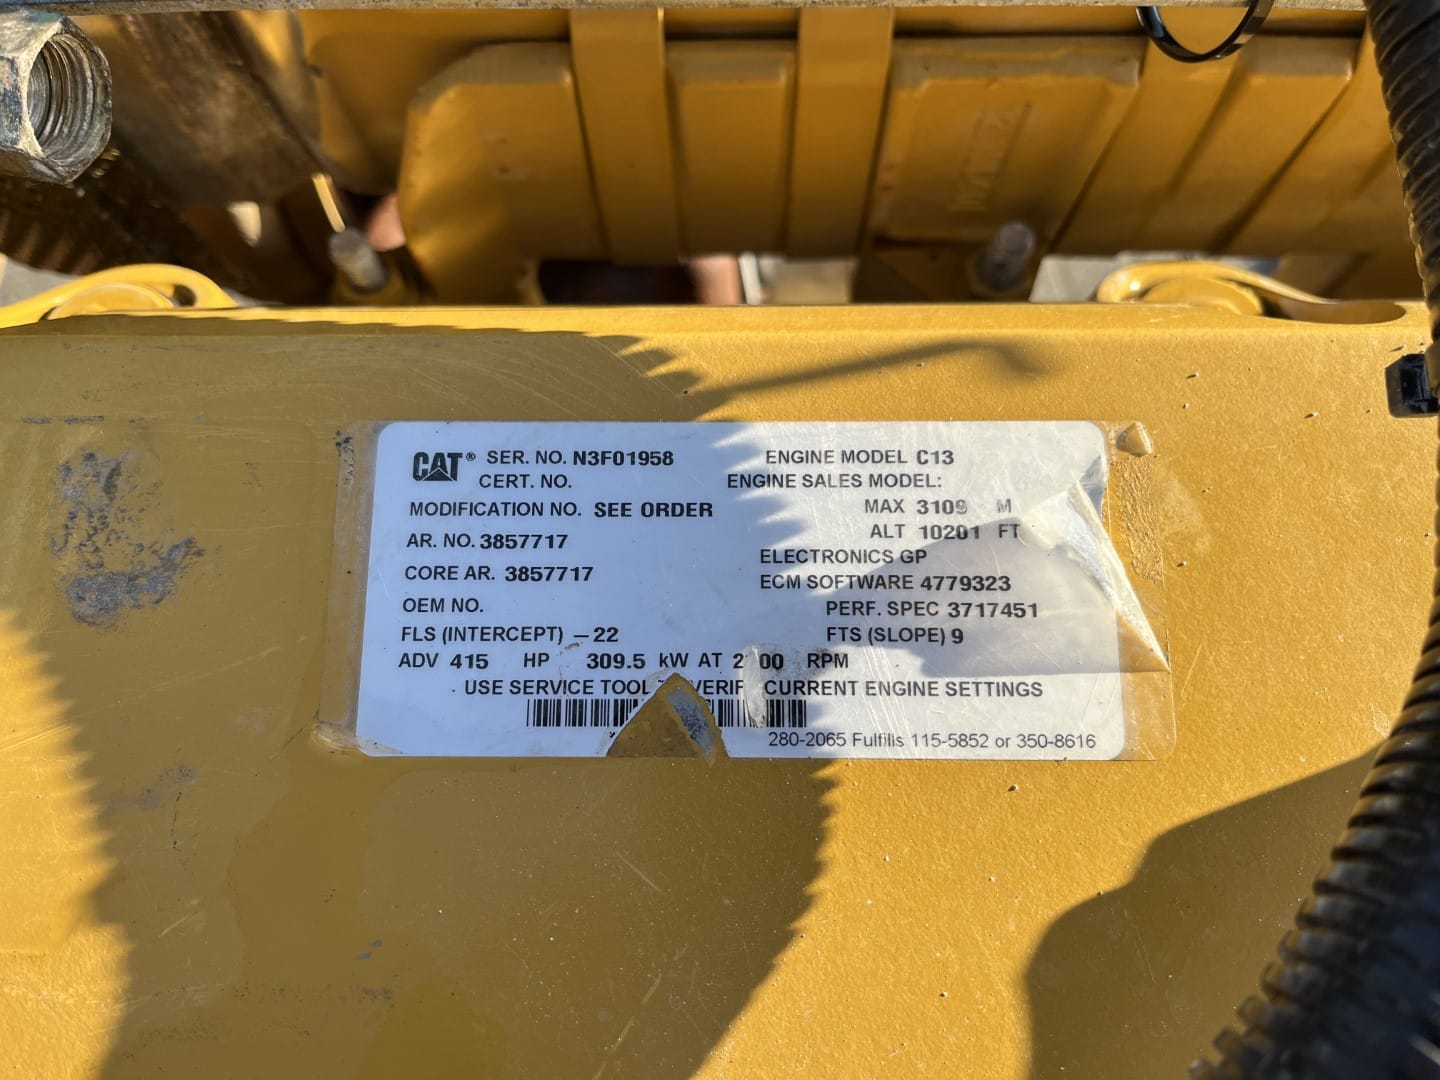 CAT® SER. NO. N3F01958 ENGINE MODEL C13
CERT. NO. ENGINE SALES MODEL:
MODIFICATION NO. SEE ORDER MAX 3109 M
AR. NO. 3857717 ALT 10201 FT
ELECTRONICS GP
CORE AR. 3857717 ECM SOFTWARE 4779323
OEM NO. PERF. SPEC 3717451
FLS (INTERCEPT) -22 FTS (SLOPE) 9
ADV 415 HP 309.5 kW AT RPM
USE SERVICE TOOL CURRENT ENGINE SETTINGS
280-2065 Fulfills 115-5852 or 350-8616